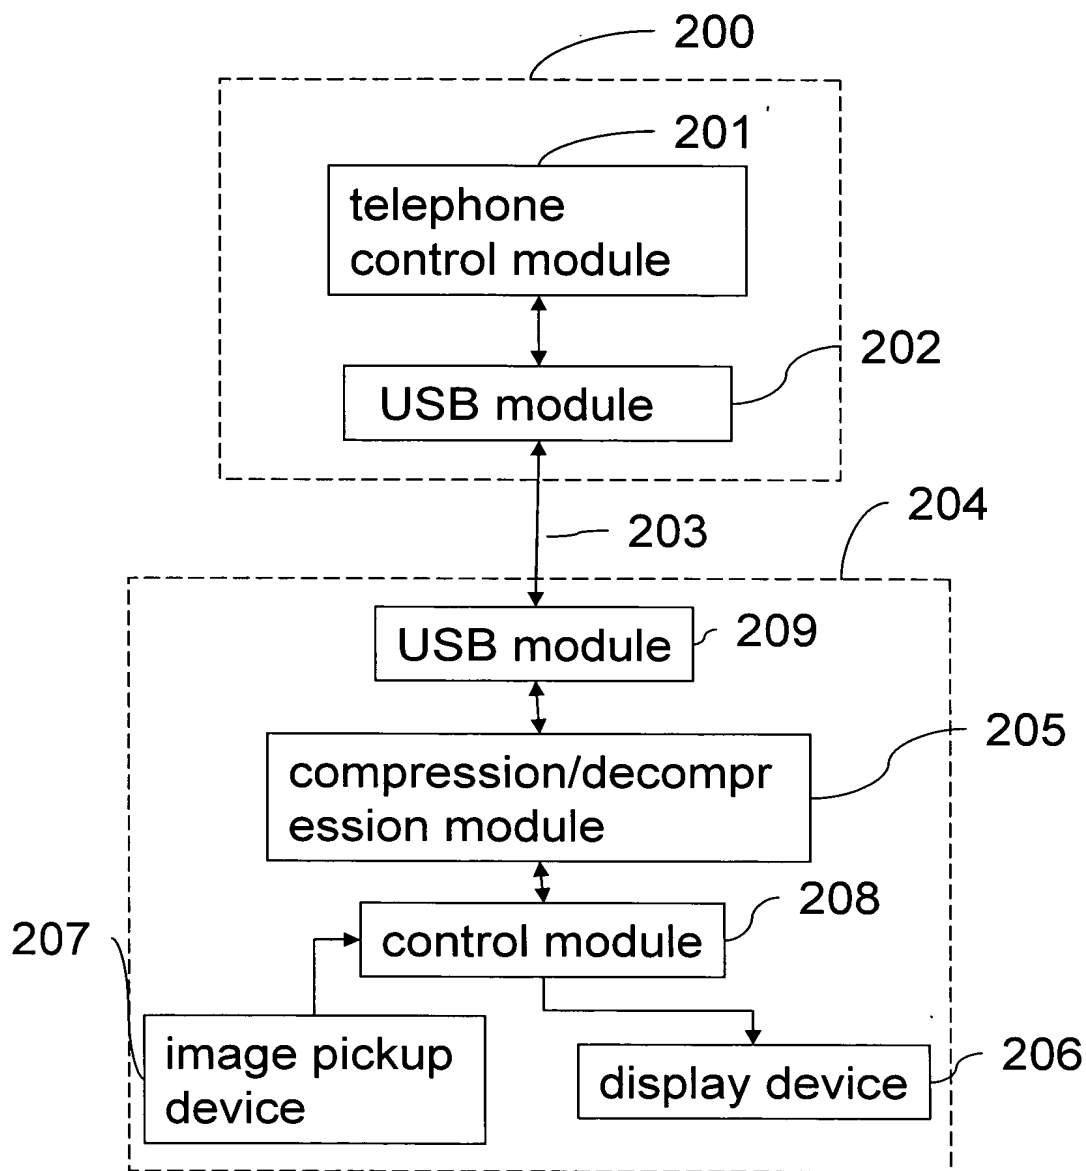 200
201
telephone
control module
202
USB module
203
204
USB module
209
205
compression/decompr
ession module
208
control module
207
image pickup
device
206
display device